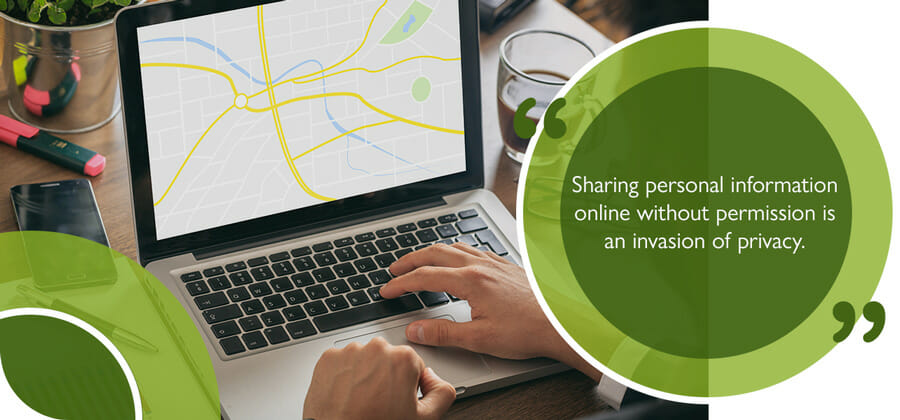 Sharing personal information
online without permission is
an invasion of privacy.